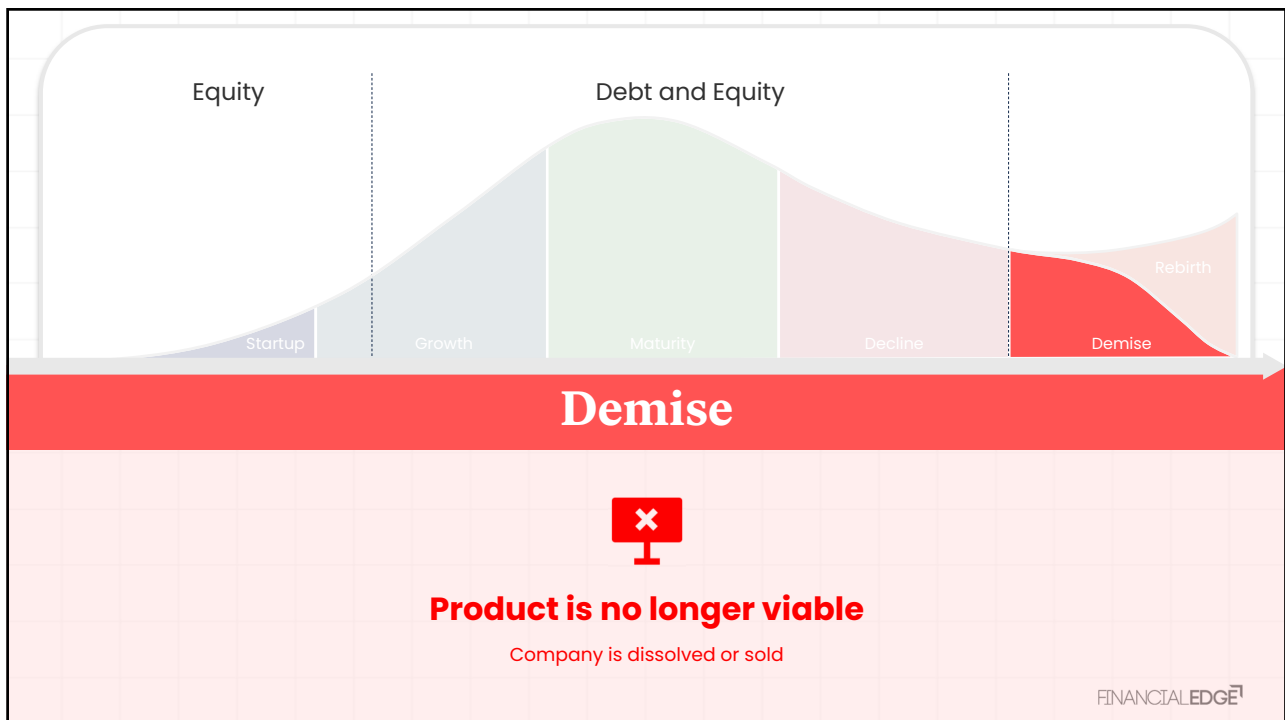 Equity
Debt and Equity
Rebirth
Startup
Growth
Maturity
Decline
Demise
Demise
Product is no longer viable
Company is dissolved or sold
FINANCIALEDGE